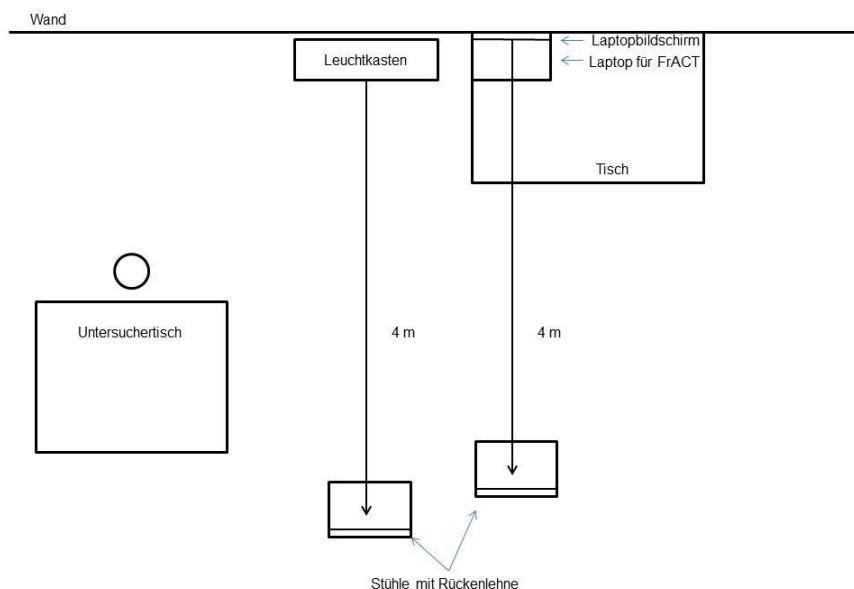 Wand
Laptopbildschirm
Leuchtkasten
Laptop für FrACT
Tisch
Untersuchertisch
4 m
4 m
Stühle mit Rückenlehne